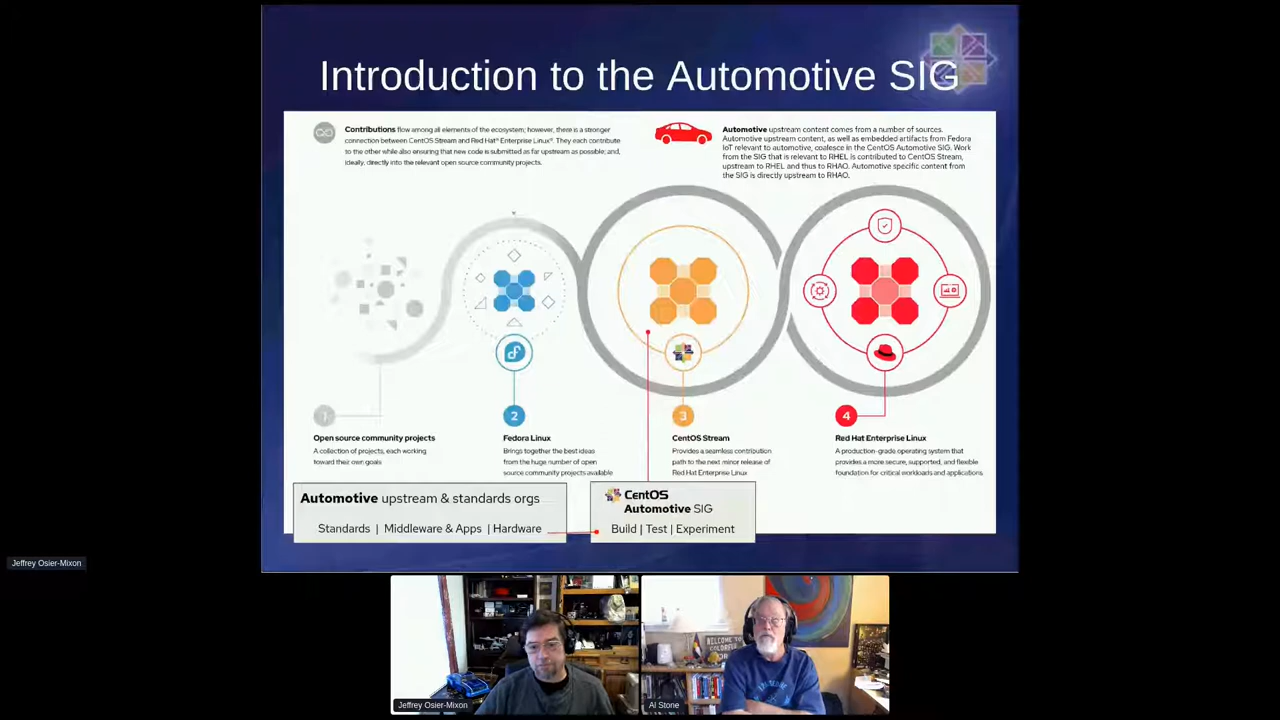 Introduction to the Automotive SIG
Contributions flow among all elements of the ecosystem; however, there is a stronger
connection between CentOS Stream and Red Hat® Enterprise Linux®. They each contribute
to the other while also ensuring that new code is submitted as far upstream as possible; and,
ideally, directly into the relevant open source community projects.
Automotive upstream content comes from a number of sources.
Automotive upstream content, as well as embedded artifacts from Fedora
IoT relevant to automotive, coalesce in the CentOS Automotive SIG. Work
from the SIG that is relevant to RHEL is contributed to CentOS Stream,
upstream to RHEL and thus to RHAO. Automotive specific content from
the SIG is directly upstream to RHAO.
1
Open source community projects
A collection of projects, each working
toward their own goals
2
Fedora Linux
Brings together the best ideas
from the huge number of open
source community projects available
3
CentOS Stream
Provides a seamless contribution
path to the next minor release of
Red Hat Enterprise Linux
4
Red Hat Enterprise Linux
A production-grade operating system that
provides a more secure, supported, and flexible
foundation for critical workloads and applications
Automotive upstream & standards orgs
Standards | Middleware & Apps | Hardware
CentOS
Automotive SIG
Build | Test | Experiment
Jeffrey Osier-Mixon
WELCOME TO
COLORFUL
Jeffrey Osier-Mixon
Al Stone